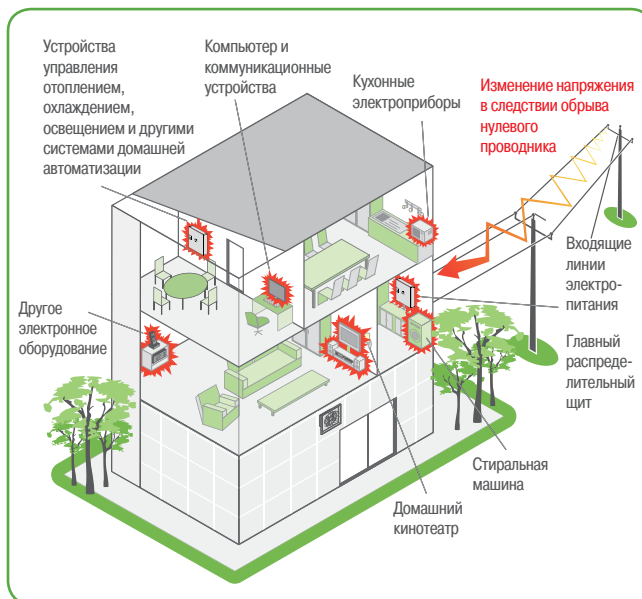 Устройства
управления
отоплением,
охлаждением,
освещением и другими
системами домашней
автоматизации
Компьютер и
коммуникационные
устройства
Кухонные
электроприборы
Изменение напряжения
в следствии обрыва
нулевого
проводника
Входящие
линии электро-
питания
Главный
распреде-
лительный
щит
Другое
электронное
оборудование
Стиральная
машина
Домашний
кинотеатр